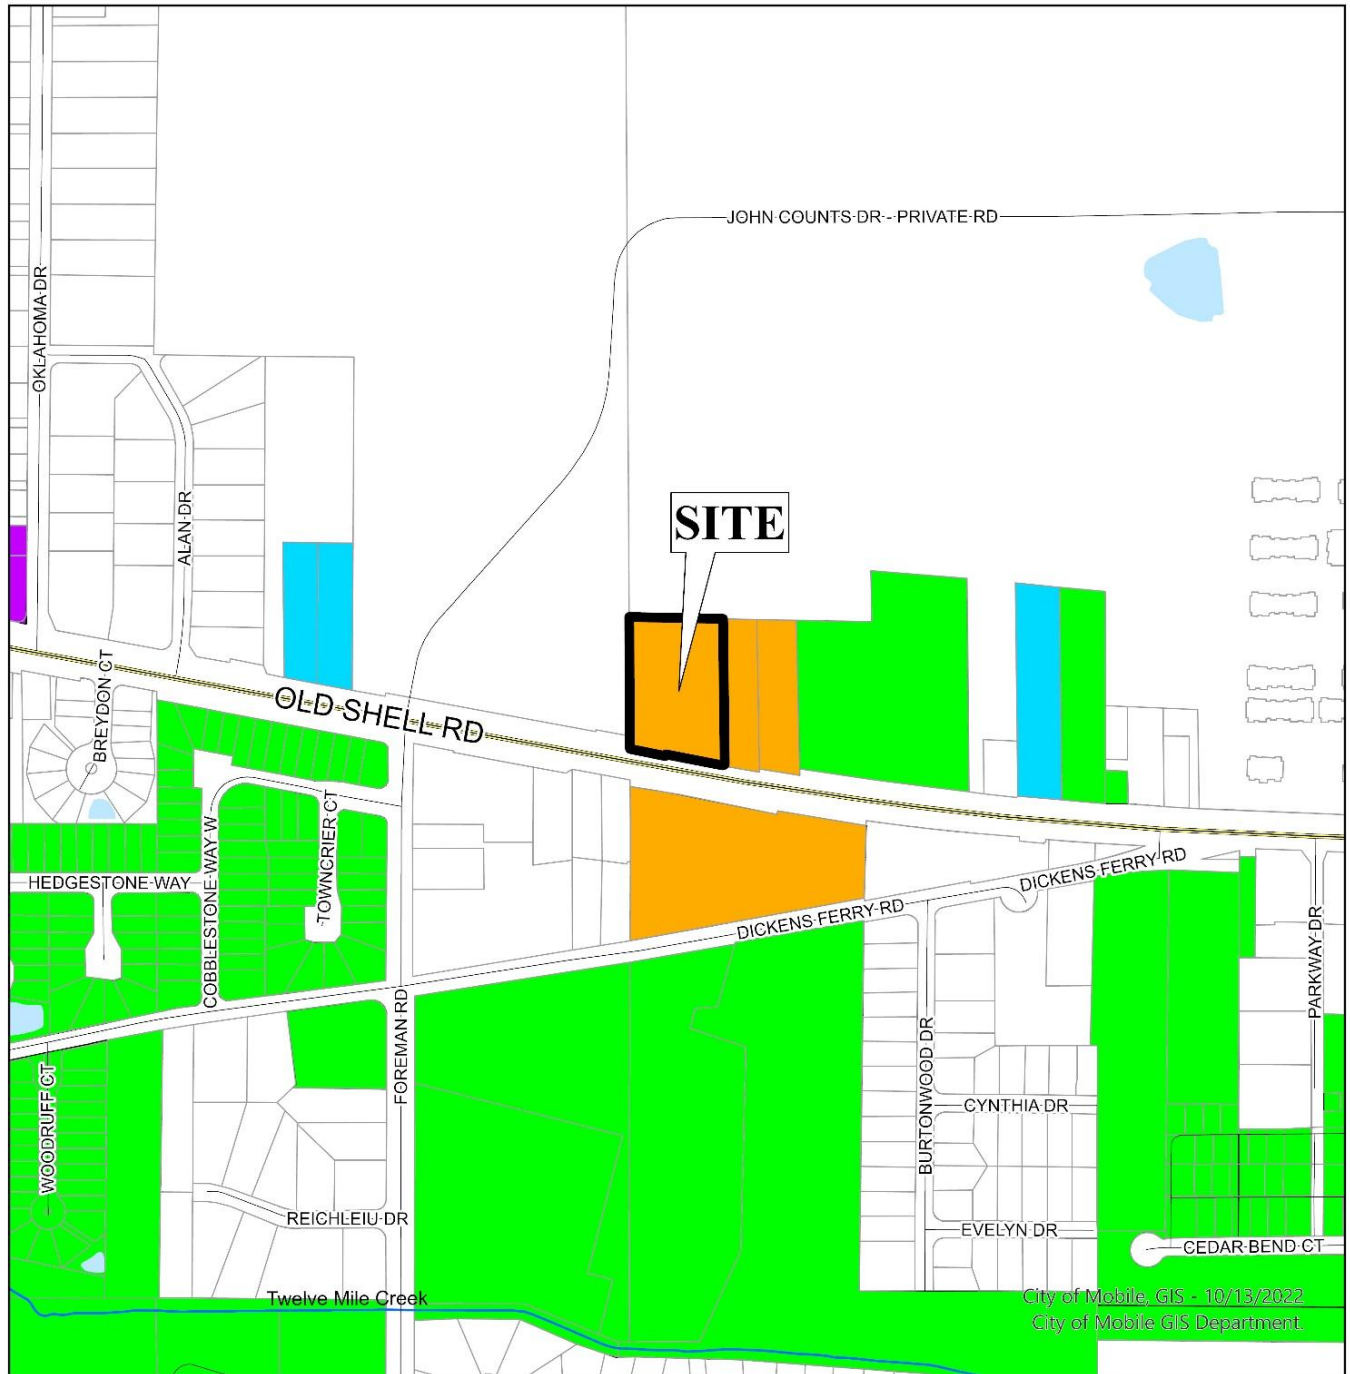 JOHN COUNTS DR - PRIVATE RD
OKLAHOMA DR
ALAN DR
SITE
BREYDON CT
OLD SHELL RD
COBBLESTONE WAY W
TOWNCRIER CT
HEDGESTONE WAY
DICKENS FERRY RD
DICKENS FERRY RD
PARKWAY DR
FOREMAN RD
WOODRUFF CT
BURTONWOOD DR
CYNTHIA DR
REICHLEIU DR
EVELYN DR
CEDAR BEND CT
Twelve Mile Creek
City of Mobile, GIS - 10/13/2022
City of Mobile GIS Department.